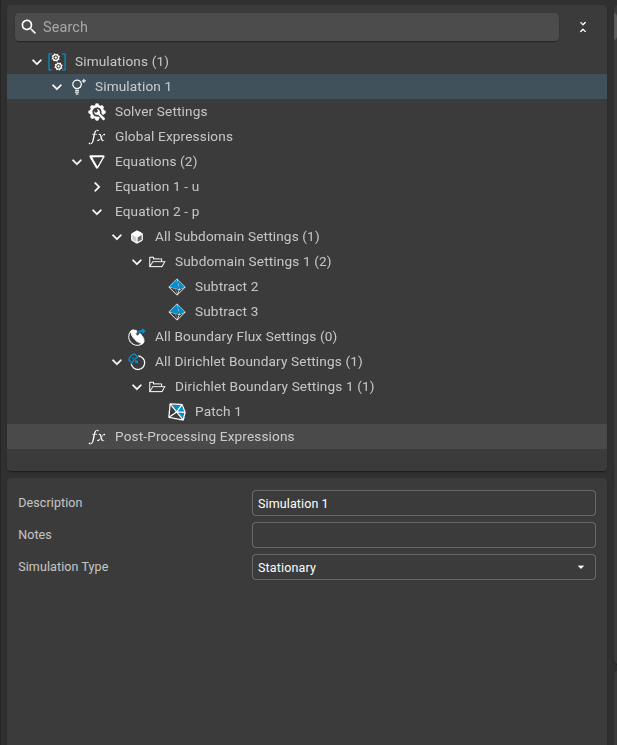 Search
Simulations (1)
Simulation 1
Solver Settings
fx Global Expressions
Equations (2)
Equation 1 - u
Equation 2 - p
All Subdomain Settings (1)
Subdomain Settings 1 (2)
Subtract 2
Subtract 3
All Boundary Flux Settings (0)
All Dirichlet Boundary Settings (1)
Dirichlet Boundary Settings 1 (1)
Patch 1
fx Post-Processing Expressions
Description Simulation 1
Notes
Simulation Type Stationary